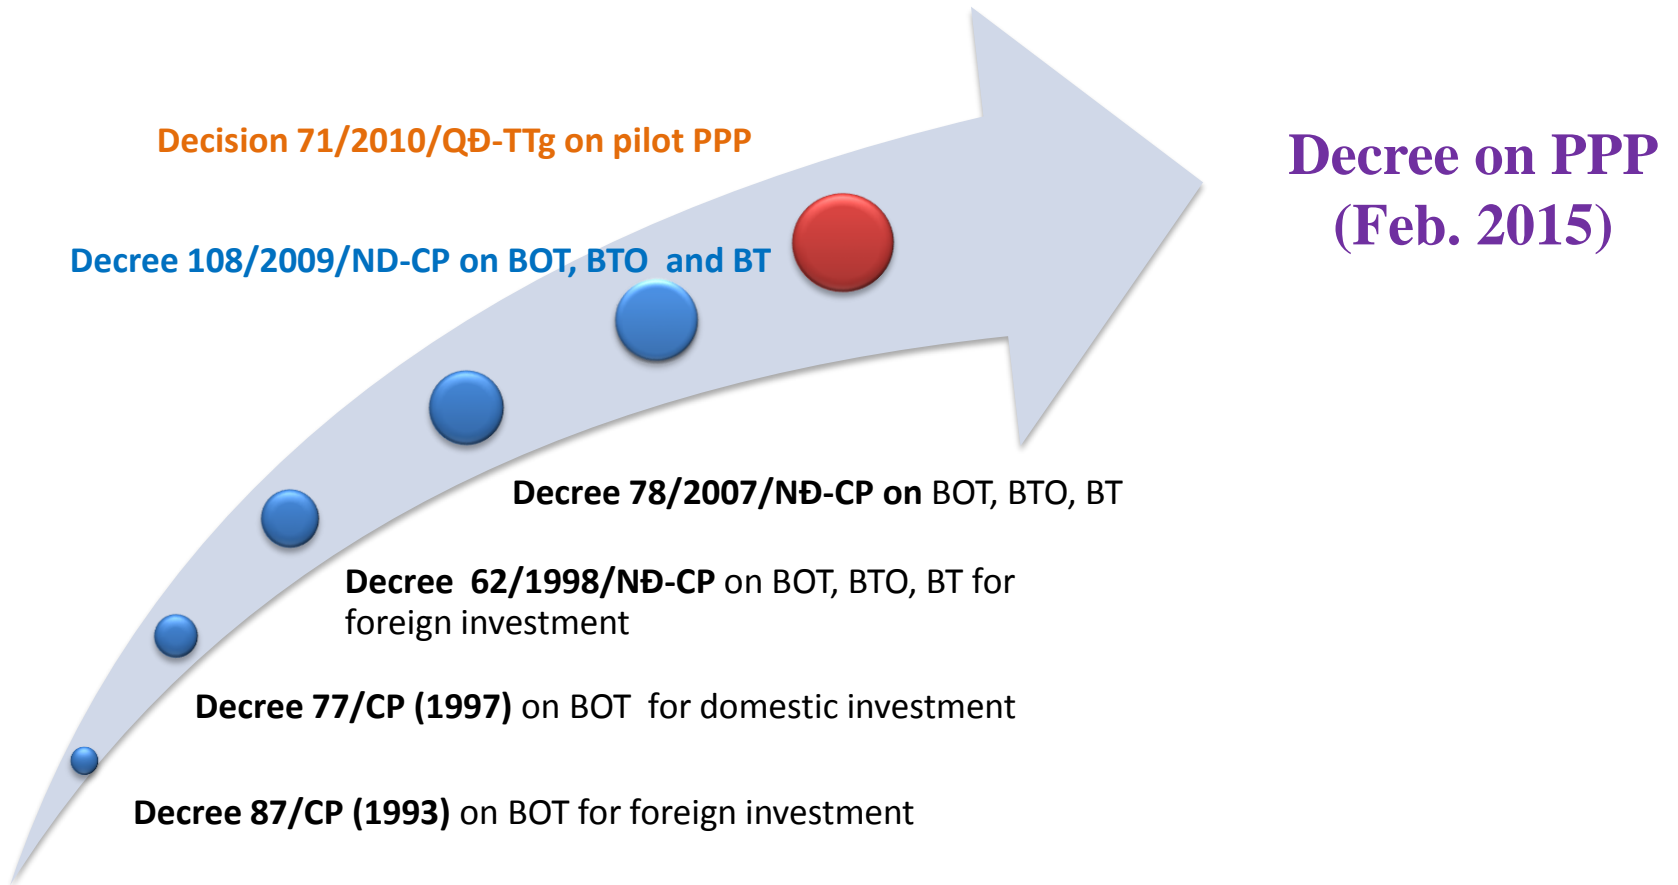 Decision 71/2010/QĐ-TTg on pilot PPP
Decree on PPP
(Feb. 2015)
Decree 108/2009/ND-CP on BOT, BTO and BT
Decree 78/2007/NĐ-CP on BOT, BTO, BT
Decree 62/1998/NĐ-CP on BOT, BTO, BT for
foreign investment
Decree 77/CP (1997) on BOT for domestic investment
Decree 87/CP (1993) on BOT for foreign investment